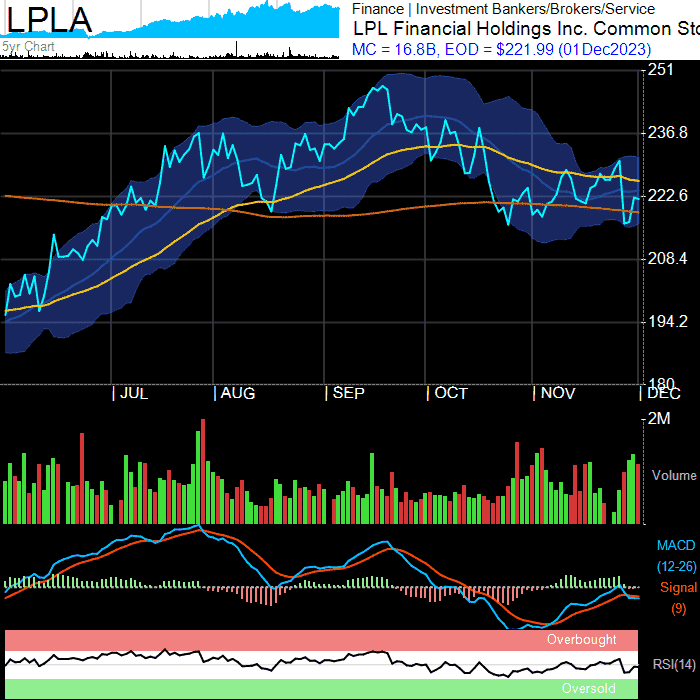 LPLA
5yr Chart
Finance | Investment Bankers/Brokers/Service
LPL Financial Holdings Inc. Common Sto
MC = 16.8B, EOD = $221.99 (01Dec2023)
251
236.8
222.6
208.4
194.2
180
JUL AUG SEP OCT NOV DEC
2M
Volume
MACD
(12-26)
Signal
(9)
Overbought
RSI(14)
Oversold